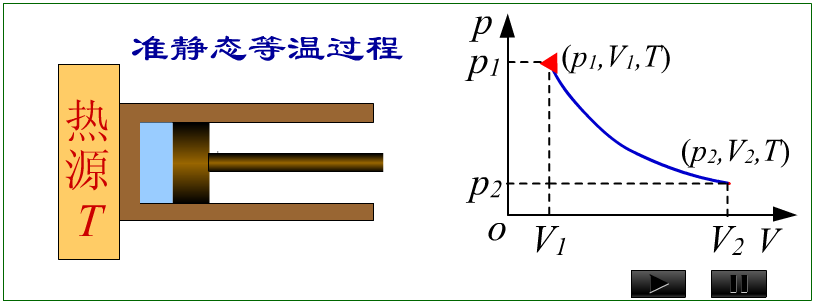 准静态等温过程
热
源
T
p
p1
(p1,V1,T)
(p2,V2,T)
p2
o
V1
V2
V